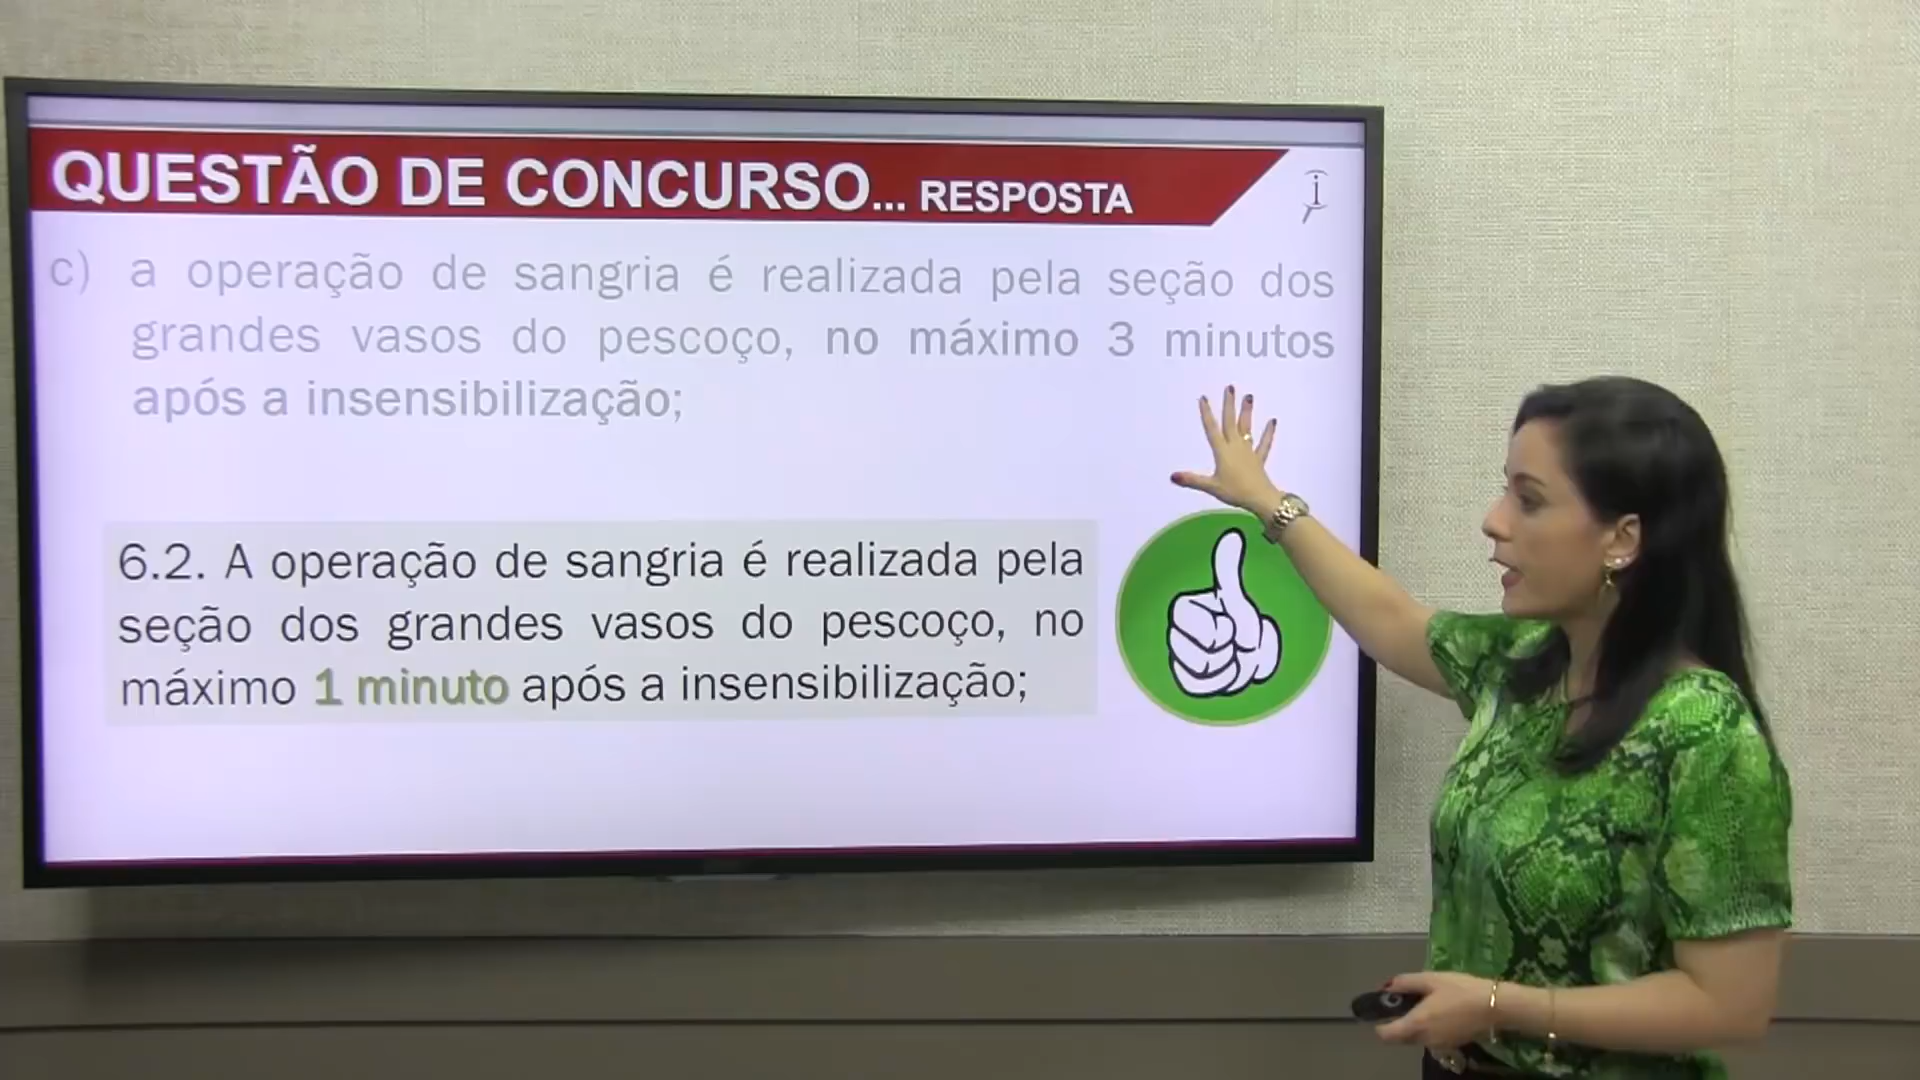 QUESTÃO DE CONCURSO... RESPOSTA
c) a operação de sangria é realizada pela seção dos
grandes vasos do pescoço, no máximo 3 minutos
após a insensibilização;
6.2. A operação de sangria é realizada pela
seção dos grandes vasos do pescoço, no
máximo 1 minuto após a insensibilização;